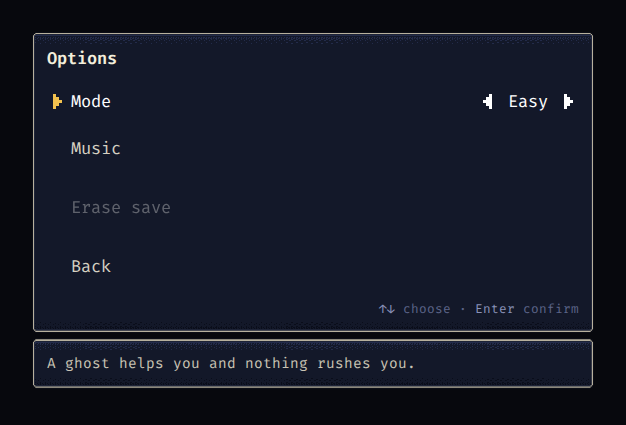 Options
Mode Easy
Music
Erase save
Back
↑↓ choose · Enter confirm
A ghost helps you and nothing rushes you.